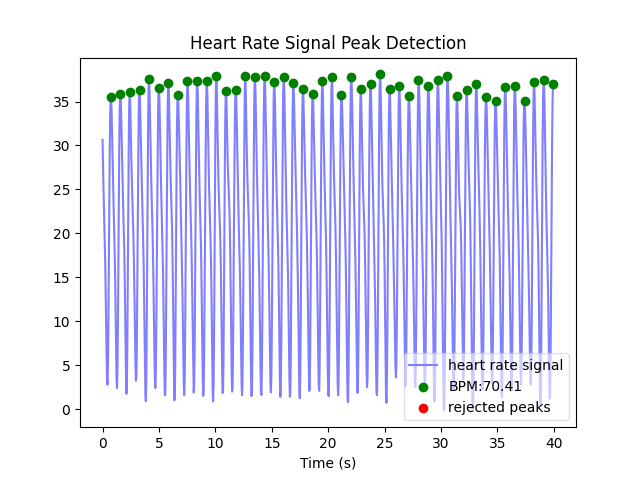 Heart Rate Signal Peak Detection
35
30
25
20
15
10
5
0
heart rate signal
BPM:70.41
rejected peaks
0 5 10 15 20 25 30 35 40
Time (s)